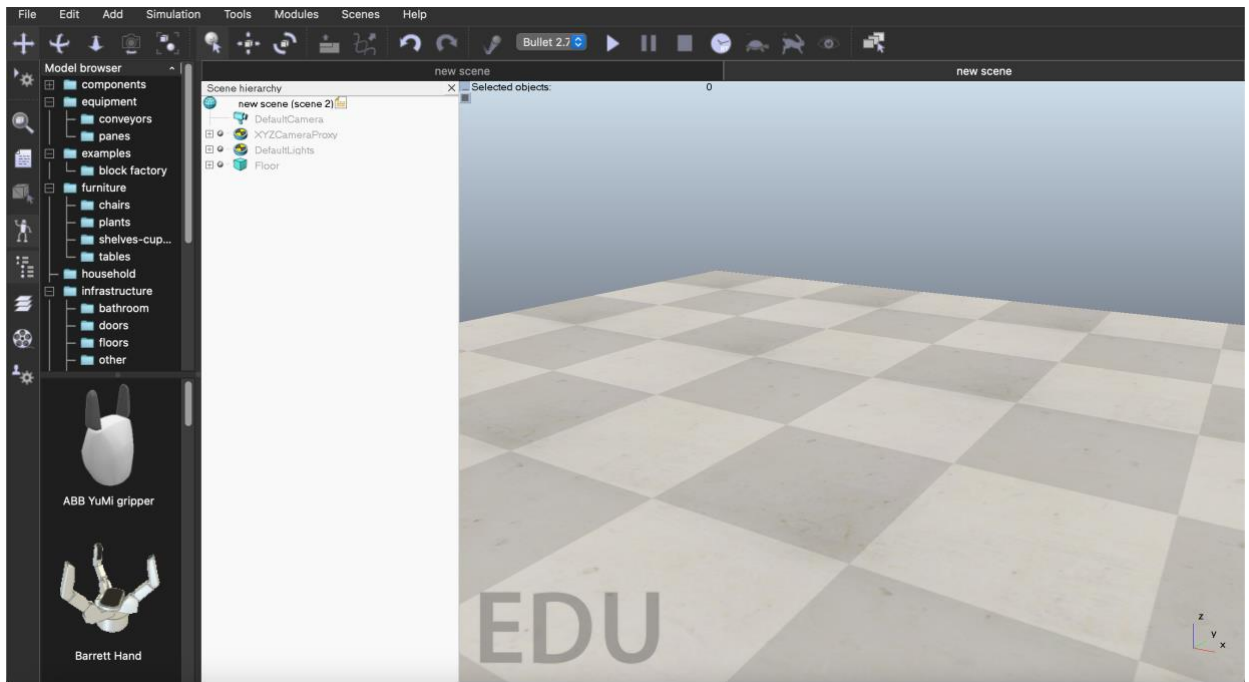 File Edit Add Simulation Tools Modules Scenes Help
Bullet 2.7
new scene new scene
Model browser
components
equipment
conveyors
panes
examples
block factory
furniture
chairs
plants
shelves-cup...
tables
household
infrastructure
bathroom
doors
floors
other
ABB YuMi gripper
Barrett Hand
Scene hierarchy
new scene (scene 2)
DefaultCamera
XYZCameraProxy
DefaultLights
Floor
Selected objects: 0
EDU
z
y
x